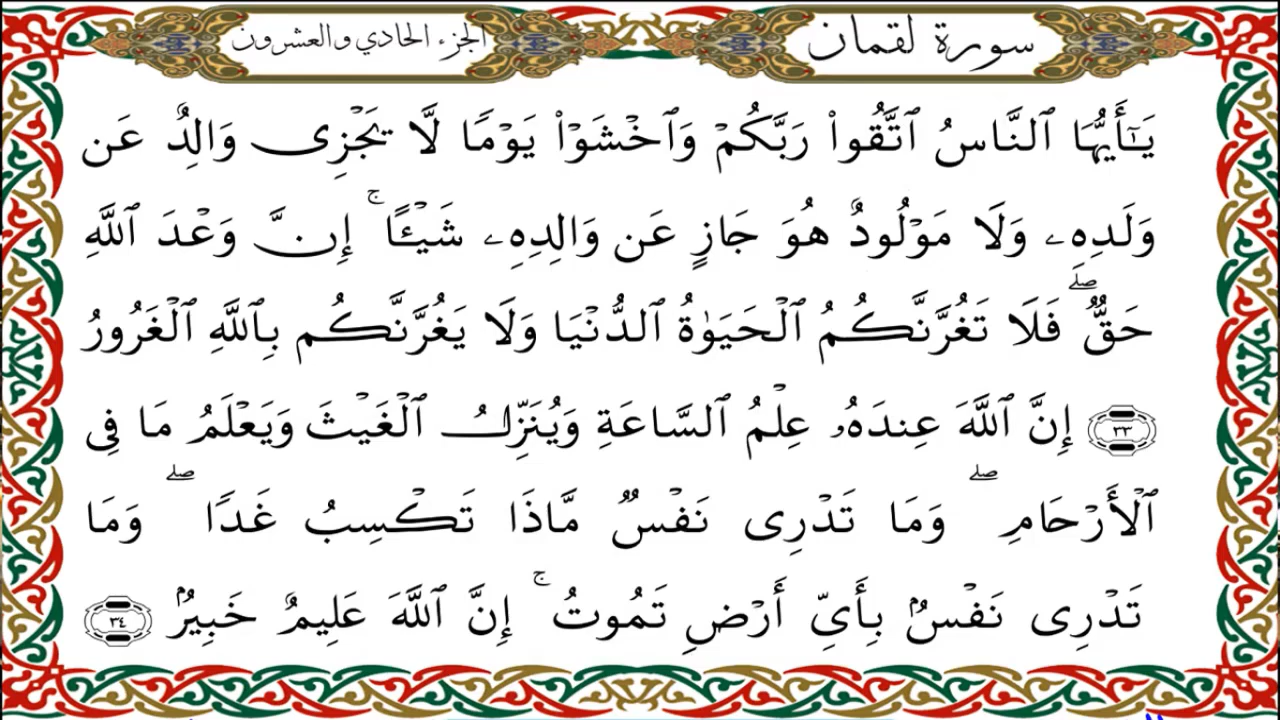 سورة لقمان
الجزء الحادي والعشرون
يَـٰٓأَيُّهَا ٱلنَّاسُ ٱتَّقُوا۟ رَبَّكُمْ وَٱخْشَوْا۟ يَوْمًا لَّا يَجْزِى وَالِدٌ عَن
وَلَدِهِۦ وَلَا مَوْلُودٌ هُوَ جَازٍ عَن وَالِدِهِۦ شَيْـًٔا ۚ إِنَّ وَعْدَ ٱللَّهِ
حَقٌّ ۖ فَلَا تَغُرَّنَّكُمُ ٱلْحَيَوٰةُ ٱلدُّنْيَا وَلَا يَغُرَّنَّكُم بِٱللَّهِ ٱلْغَرُورُ
٣٣ إِنَّ ٱللَّهَ عِندَهُۥ عِلْمُ ٱلسَّاعَةِ وَيُنَزِّلُ ٱلْغَيْثَ وَيَعْلَمُ مَا فِى
ٱلْأَرْحَامِ ۖ وَمَا تَدْرِى نَفْسٌ مَّاذَا تَكْسِبُ غَدًا ۖ وَمَا
تَدْرِى نَفْسٌۢ بِأَىِّ أَرْضٍ تَمُوتُ ۚ إِنَّ ٱللَّهَ عَلِيمٌ خَبِيرٌۢ ٣٤